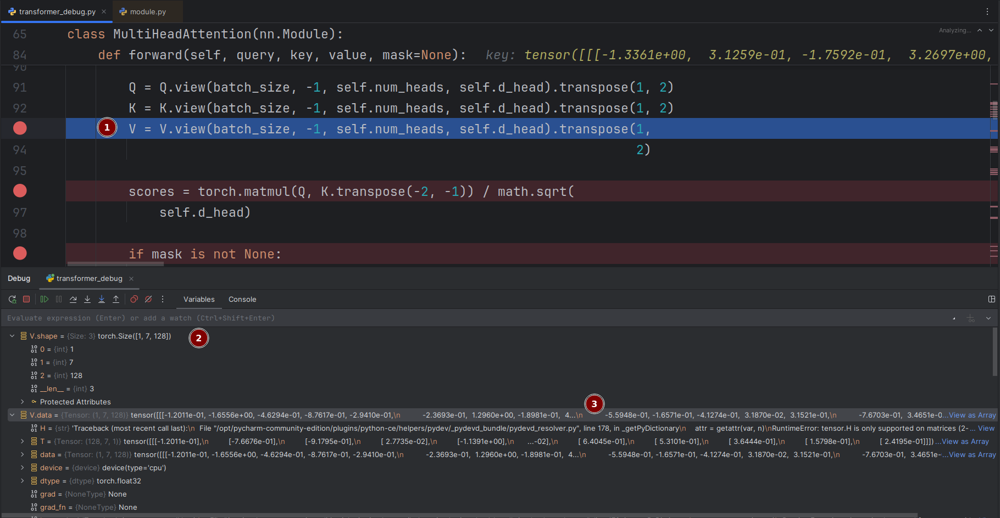 transformer_debug.py
module.py
65 class MultiHeadAttention(nn.Module):
Analyzing...
84 def forward(self, query, key, value, mask=None): key: tensor([[[-1.3361e+00, 3.1259e-01, -1.7592e-01, 3.2697e+00,
90
91 Q = Q.view(batch_size, -1, self.num_heads, self.d_head).transpose(1, 2)
92 K = K.view(batch_size, -1, self.num_heads, self.d_head).transpose(1, 2)
1 V = V.view(batch_size, -1, self.num_heads, self.d_head).transpose(1,
94 2)
95
scores = torch.matmul(Q, K.transpose(-2, -1)) / math.sqrt(
97 self.d_head)
98
if mask is not None:
Debug transformer_debug
Variables Console
Evaluate expression (Enter) or add a watch (Ctrl+Shift+Enter)
V.shape = {Size: 3} torch.Size([1, 7, 128]) 2
0 = {int} 1
1 = {int} 7
2 = {int} 128
__len__ = {int} 3
Protected Attributes
3
V.data = {Tensor: (1, 7, 128)} tensor([[[-1.2011e-01, -1.6556e+00, -4.6294e-01, -8.7617e-01, -2.9410e-01,\n -2.3693e-01, 1.2960e+00, -1.8981e-01, 4...\n -5.5948e-01, -1.6571e-01, -4.1274e-01, 3.1870e-02, 3.1521e-01,\n -7.6703e-01, 3.4651e-0...View as Array
H = {str} 'Traceback (most recent call last):\n File "/opt/pycharm-community-edition/plugins/python-ce/helpers/pydev/_pydevd_bundle/pydevd_resolver.py", line 178, in _getPyDictionary\n attr = getattr(var, n)\nRuntimeError: tensor.H is only supported on matrices (2-... View
T = {Tensor: (128, 7, 1)} tensor([[[-1.2011e-01],\n [-7.6676e-01],\n [-9.1795e-01],\n [ 2.7735e-02],\n [-1.1391e+00],\n ...-02],\n [ 6.4045e-01],\n [ 5.3101e-01],\n [ 3.6444e-01],\n [ 1.5798e-01],\n [ 2.4195e-01]]]) ...View as Array
data = {Tensor: (1, 7, 128)} tensor([[[-1.2011e-01, -1.6556e+00, -4.6294e-01, -8.7617e-01, -2.9410e-01,\n -2.3693e-01, 1.2960e+00, -1.8981e-01, 4...\n -5.5948e-01, -1.6571e-01, -4.1274e-01, 3.1870e-02, 3.1521e-01,\n -7.6703e-01, 3.4651e-...View as Array
device = {device} device(type='cpu')
dtype = {dtype} torch.float32
grad = {NoneType} None
grad_fn = {NoneType} None